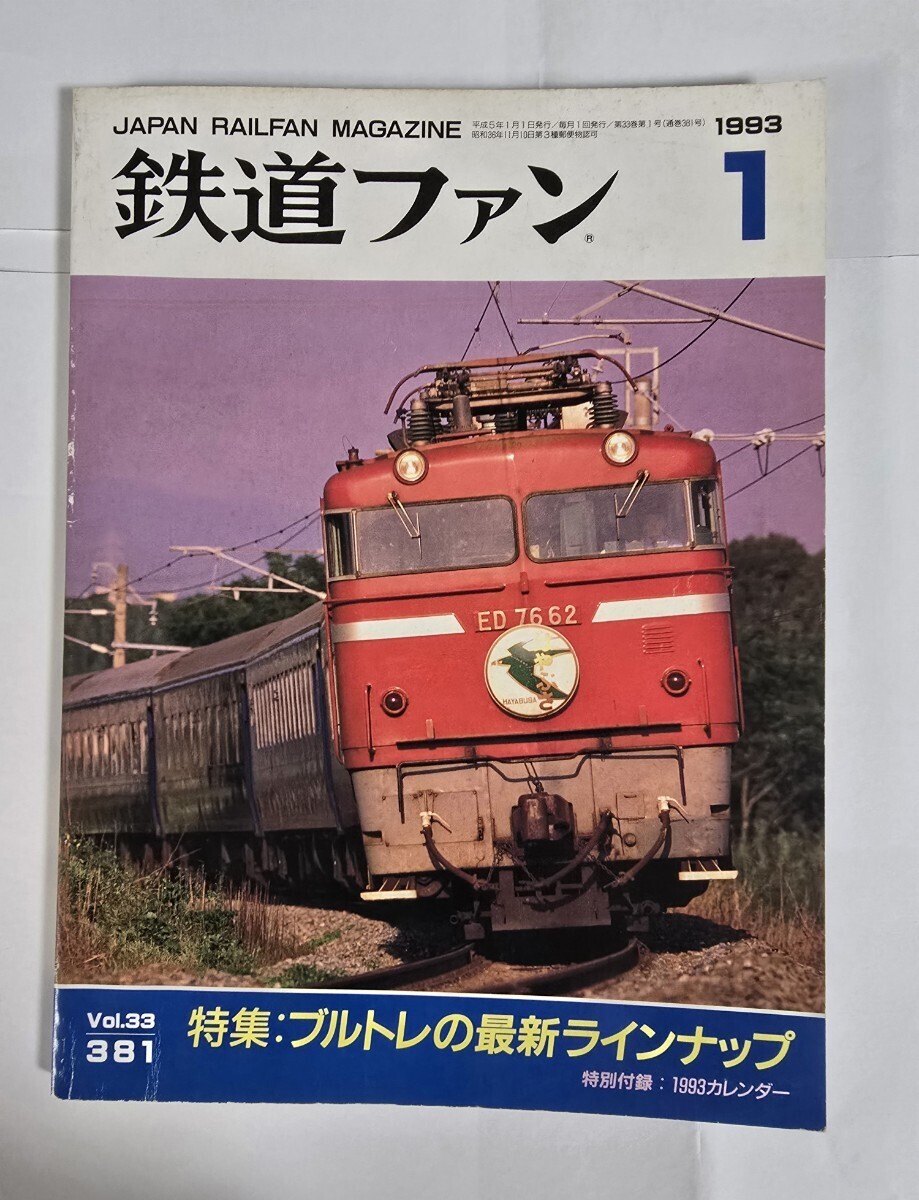 JAPAN RAILFAN MAGAZINE
平成5年1月1日発行/毎月1回発行/第33巻第1号(通巻381号)
昭和36年11月10日第3種郵便物認可
1993
鉄道ファン
®
1
ED 76 62
はやぶさ
HAYABUSA
Vol.33
381
特集:ブルトレの最新ラインナップ
特別付録:1993カレンダー